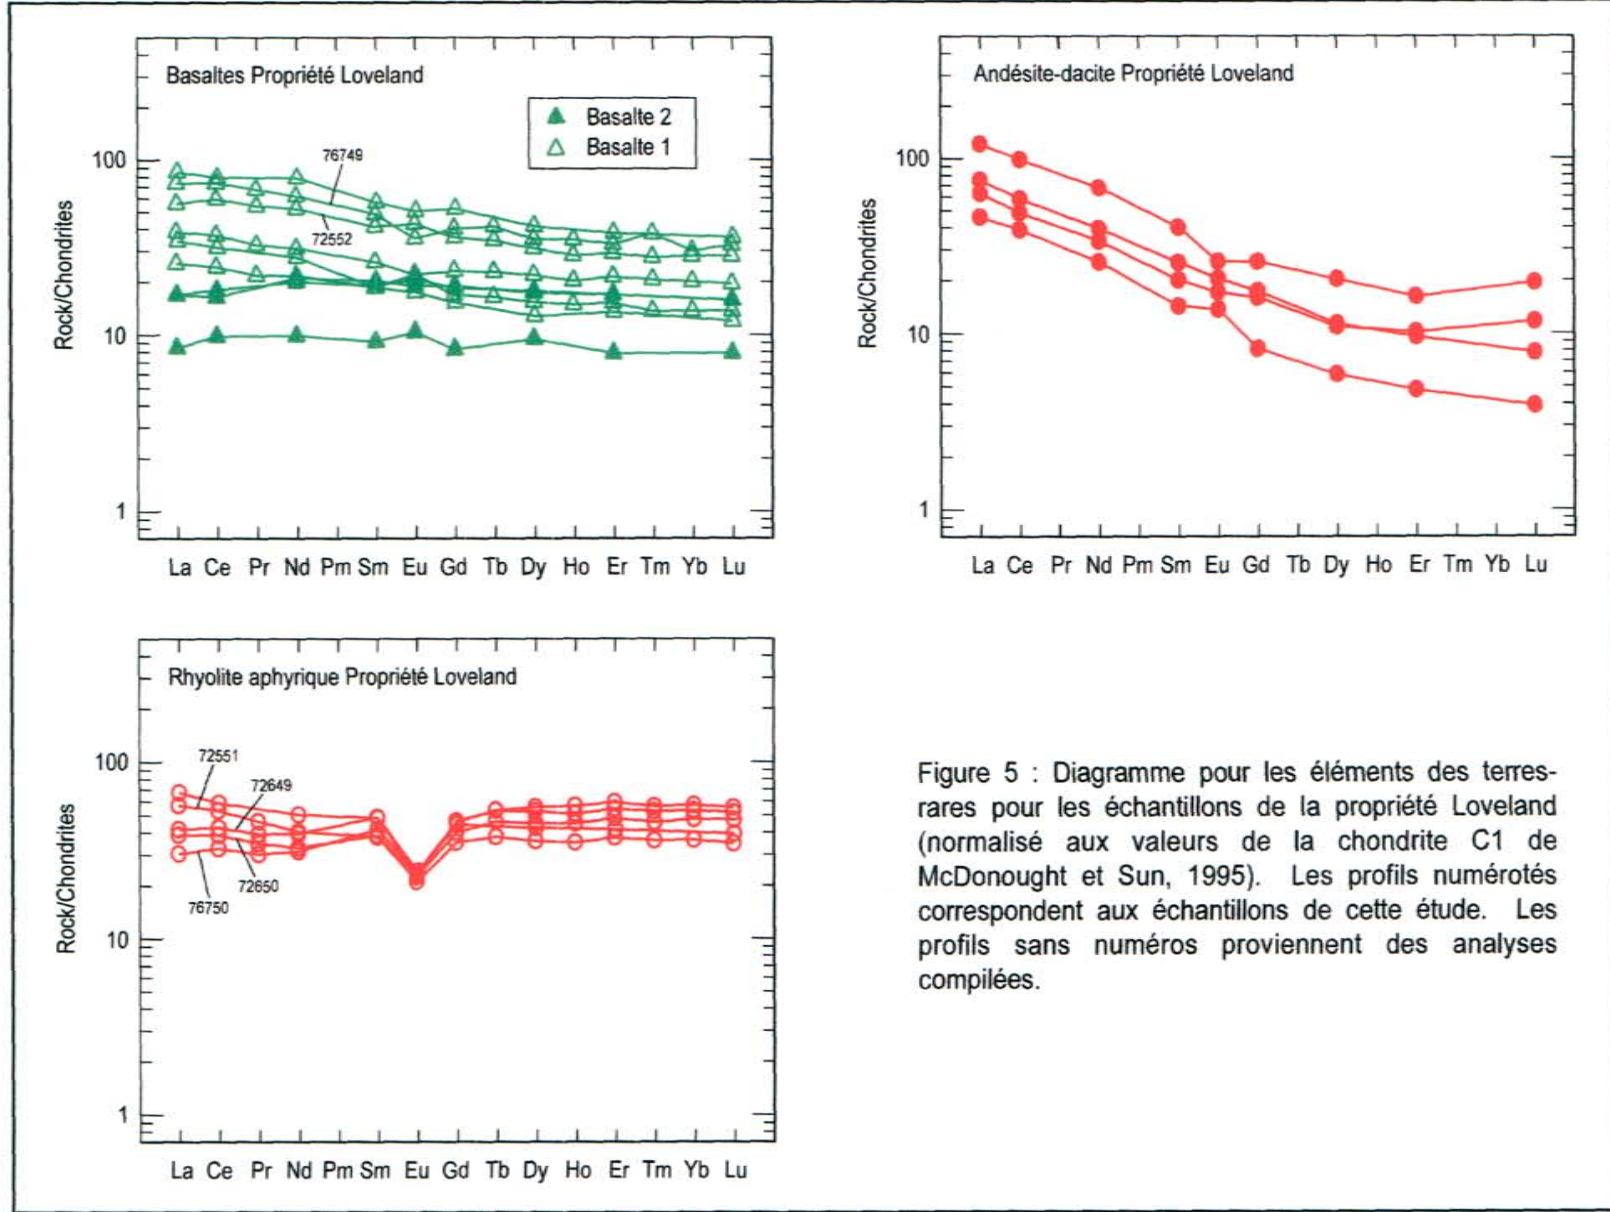 Basaltes Propriété Loveland
Basalte 2
Basalte 1
76749
72552
100
10
1
Rock/Chondrites
La Ce Pr Nd Pm Sm Eu Gd Tb Dy Ho Er Tm Yb Lu
Andésite-dacite Propriété Loveland
100
10
1
Rock/Chondrites
La Ce Pr Nd Pm Sm Eu Gd Tb Dy Ho Er Tm Yb Lu
Rhyolite aphyrique Propriété Loveland
72551
72649
72650
76750
100
10
1
Rock/Chondrites
La Ce Pr Nd Pm Sm Eu Gd Tb Dy Ho Er Tm Yb Lu
Figure 5 : Diagramme pour les éléments des terres-
rares pour les échantillons de la propriété Loveland
(normalisé aux valeurs de la chondrite C1 de
McDonought et Sun, 1995). Les profils numérotés
correspondent aux échantillons de cette étude. Les
profils sans numéros proviennent des analyses
compilées.